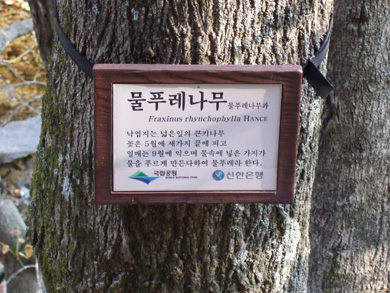 물푸레나무 물푸레나무과
Fraxinus rhynchophylla HANCE
낙엽지는 넓은잎의 큰키나무
꽃은 5월에 새가지 끝에 피고
열매는 9월에 익으며 물속에 넣은 가지가
물을 푸르게 만든다하여 물푸레라 한다.
국립공원 신한은행
KOREA NATIONAL PARK